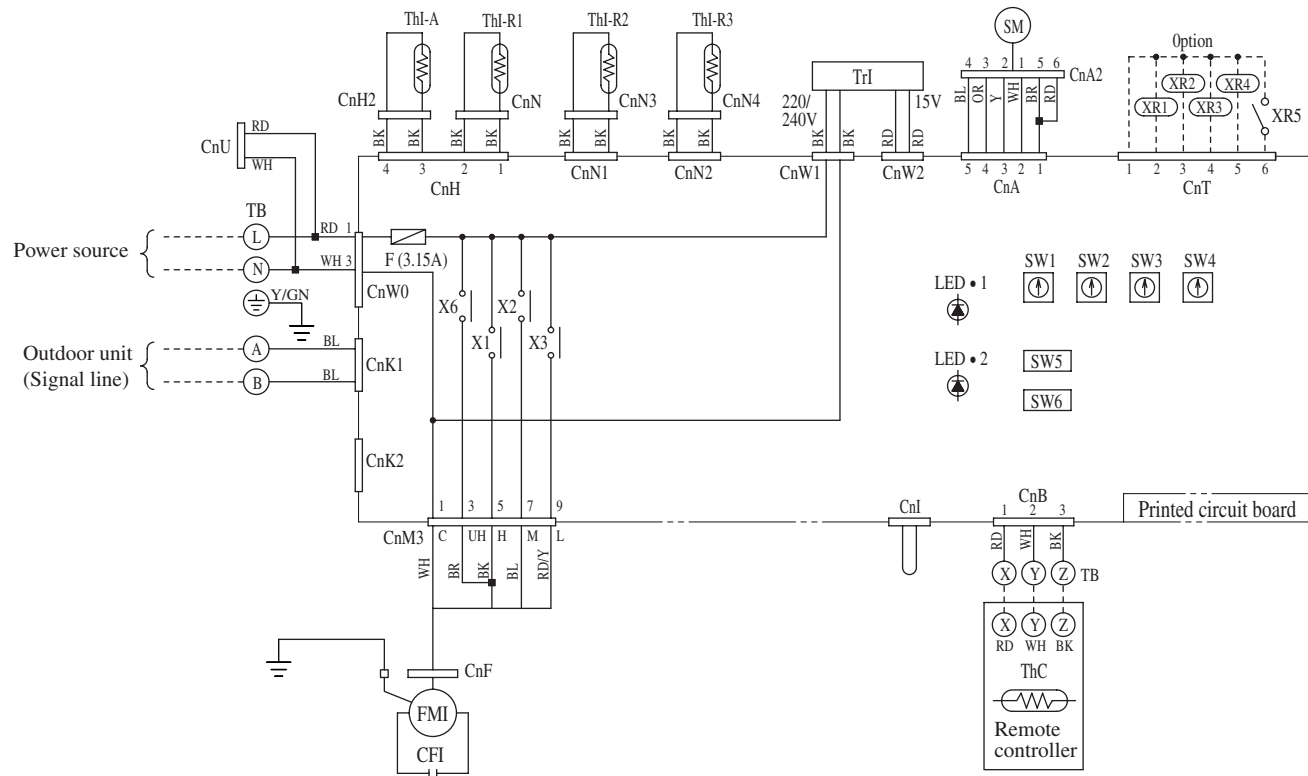 ThI-A ThI-R1 ThI-R2 ThI-R3 SM Option
4 3 2 1 5 6 CnA2
TrI
220/
240V
15V
XR1 XR2 XR3 XR4 XR5
CnH2 CnN CnN3 CnN4
BL OR Y WH BR RD
BK BK BK BK BK BK BK BK BK BK RD RD
CnU RD
WH
4 3 2 1 CnN1 CnN2 CnW1 CnW2 5 4 3 2 1 1 2 3 4 5 6
CnH CnA CnT
TB
Power source L RD 1
N WH 3 F (3.15A)
Y/GN CnW0
X6 X2
X1 X3
LED • 1 SW1 SW2 SW3 SW4
Outdoor unit
(Signal line)
A BL CnK1
B BL
LED • 2 SW5
SW6
CnK2
1 3 5 7 9 CnI CnB
1 2 3 Printed circuit board
CnM3 C UH H M L
WH BR BK BL RD/Y
RD WH BK
X Y Z TB
X Y Z
RD WH BK
CnF
ThC
FMI
Remote
controller
CFI